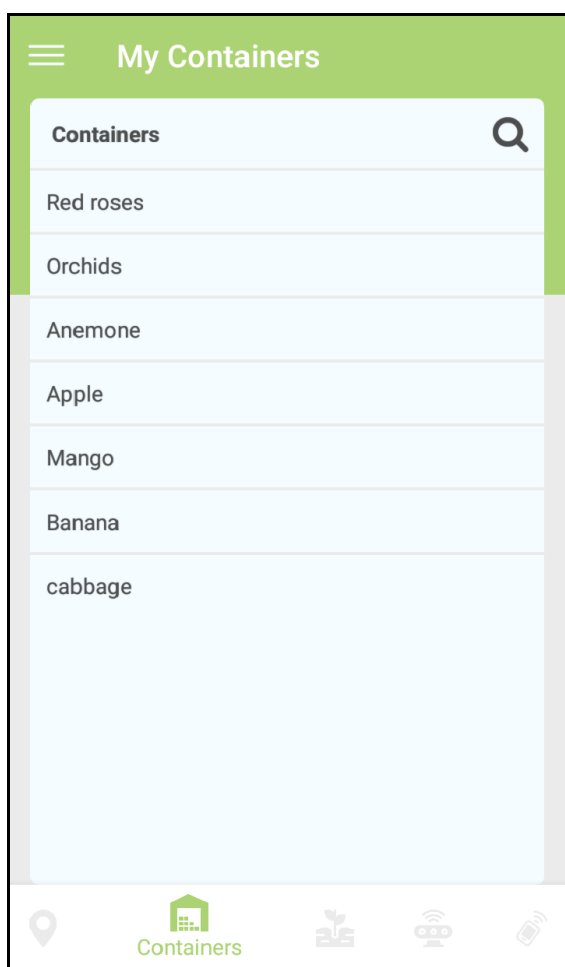 My Containers
Containers
Red roses
Orchids
Anemone
Apple
Mango
Banana
cabbage
Containers